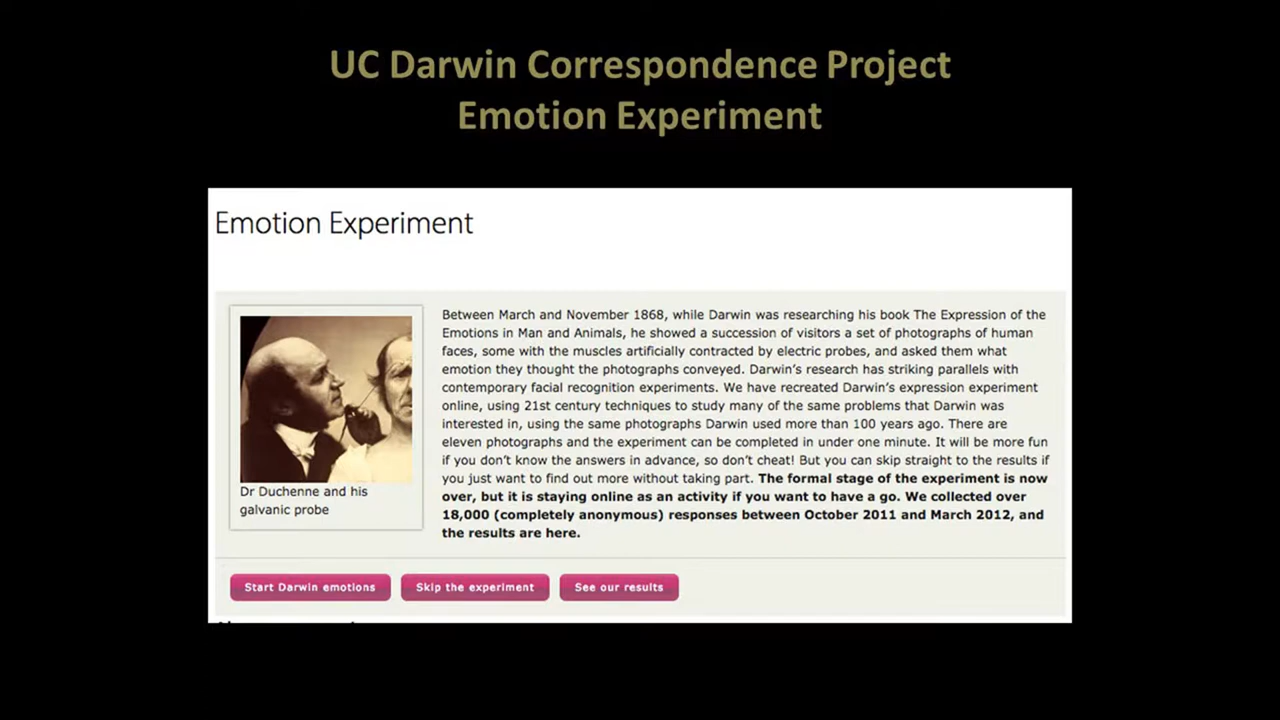 UC Darwin Correspondence Project
Emotion Experiment
Emotion Experiment
Between March and November 1868, while Darwin was researching his book The Expression of the
Emotions in Man and Animals, he showed a succession of visitors a set of photographs of human
faces, some with the muscles artificially contracted by electric probes, and asked them what
emotion they thought the photographs conveyed. Darwin's research has striking parallels with
contemporary facial recognition experiments. We have recreated Darwin's expression experiment
online, using 21st century techniques to study many of the same problems that Darwin was
interested in, using the same photographs Darwin used more than 100 years ago. There are
eleven photographs and the experiment can be completed in under one minute. It will be more fun
if you don't know the answers in advance, so don't cheat! But you can skip straight to the results if
you just want to find out more without taking part. The formal stage of the experiment is now
over, but it is staying online as an activity if you want to have a go. We collected over
18,000 (completely anonymous) responses between October 2011 and March 2012, and
the results are here.
Dr Duchenne and his
galvanic probe
Start Darwin emotions
Skip the experiment
See our results